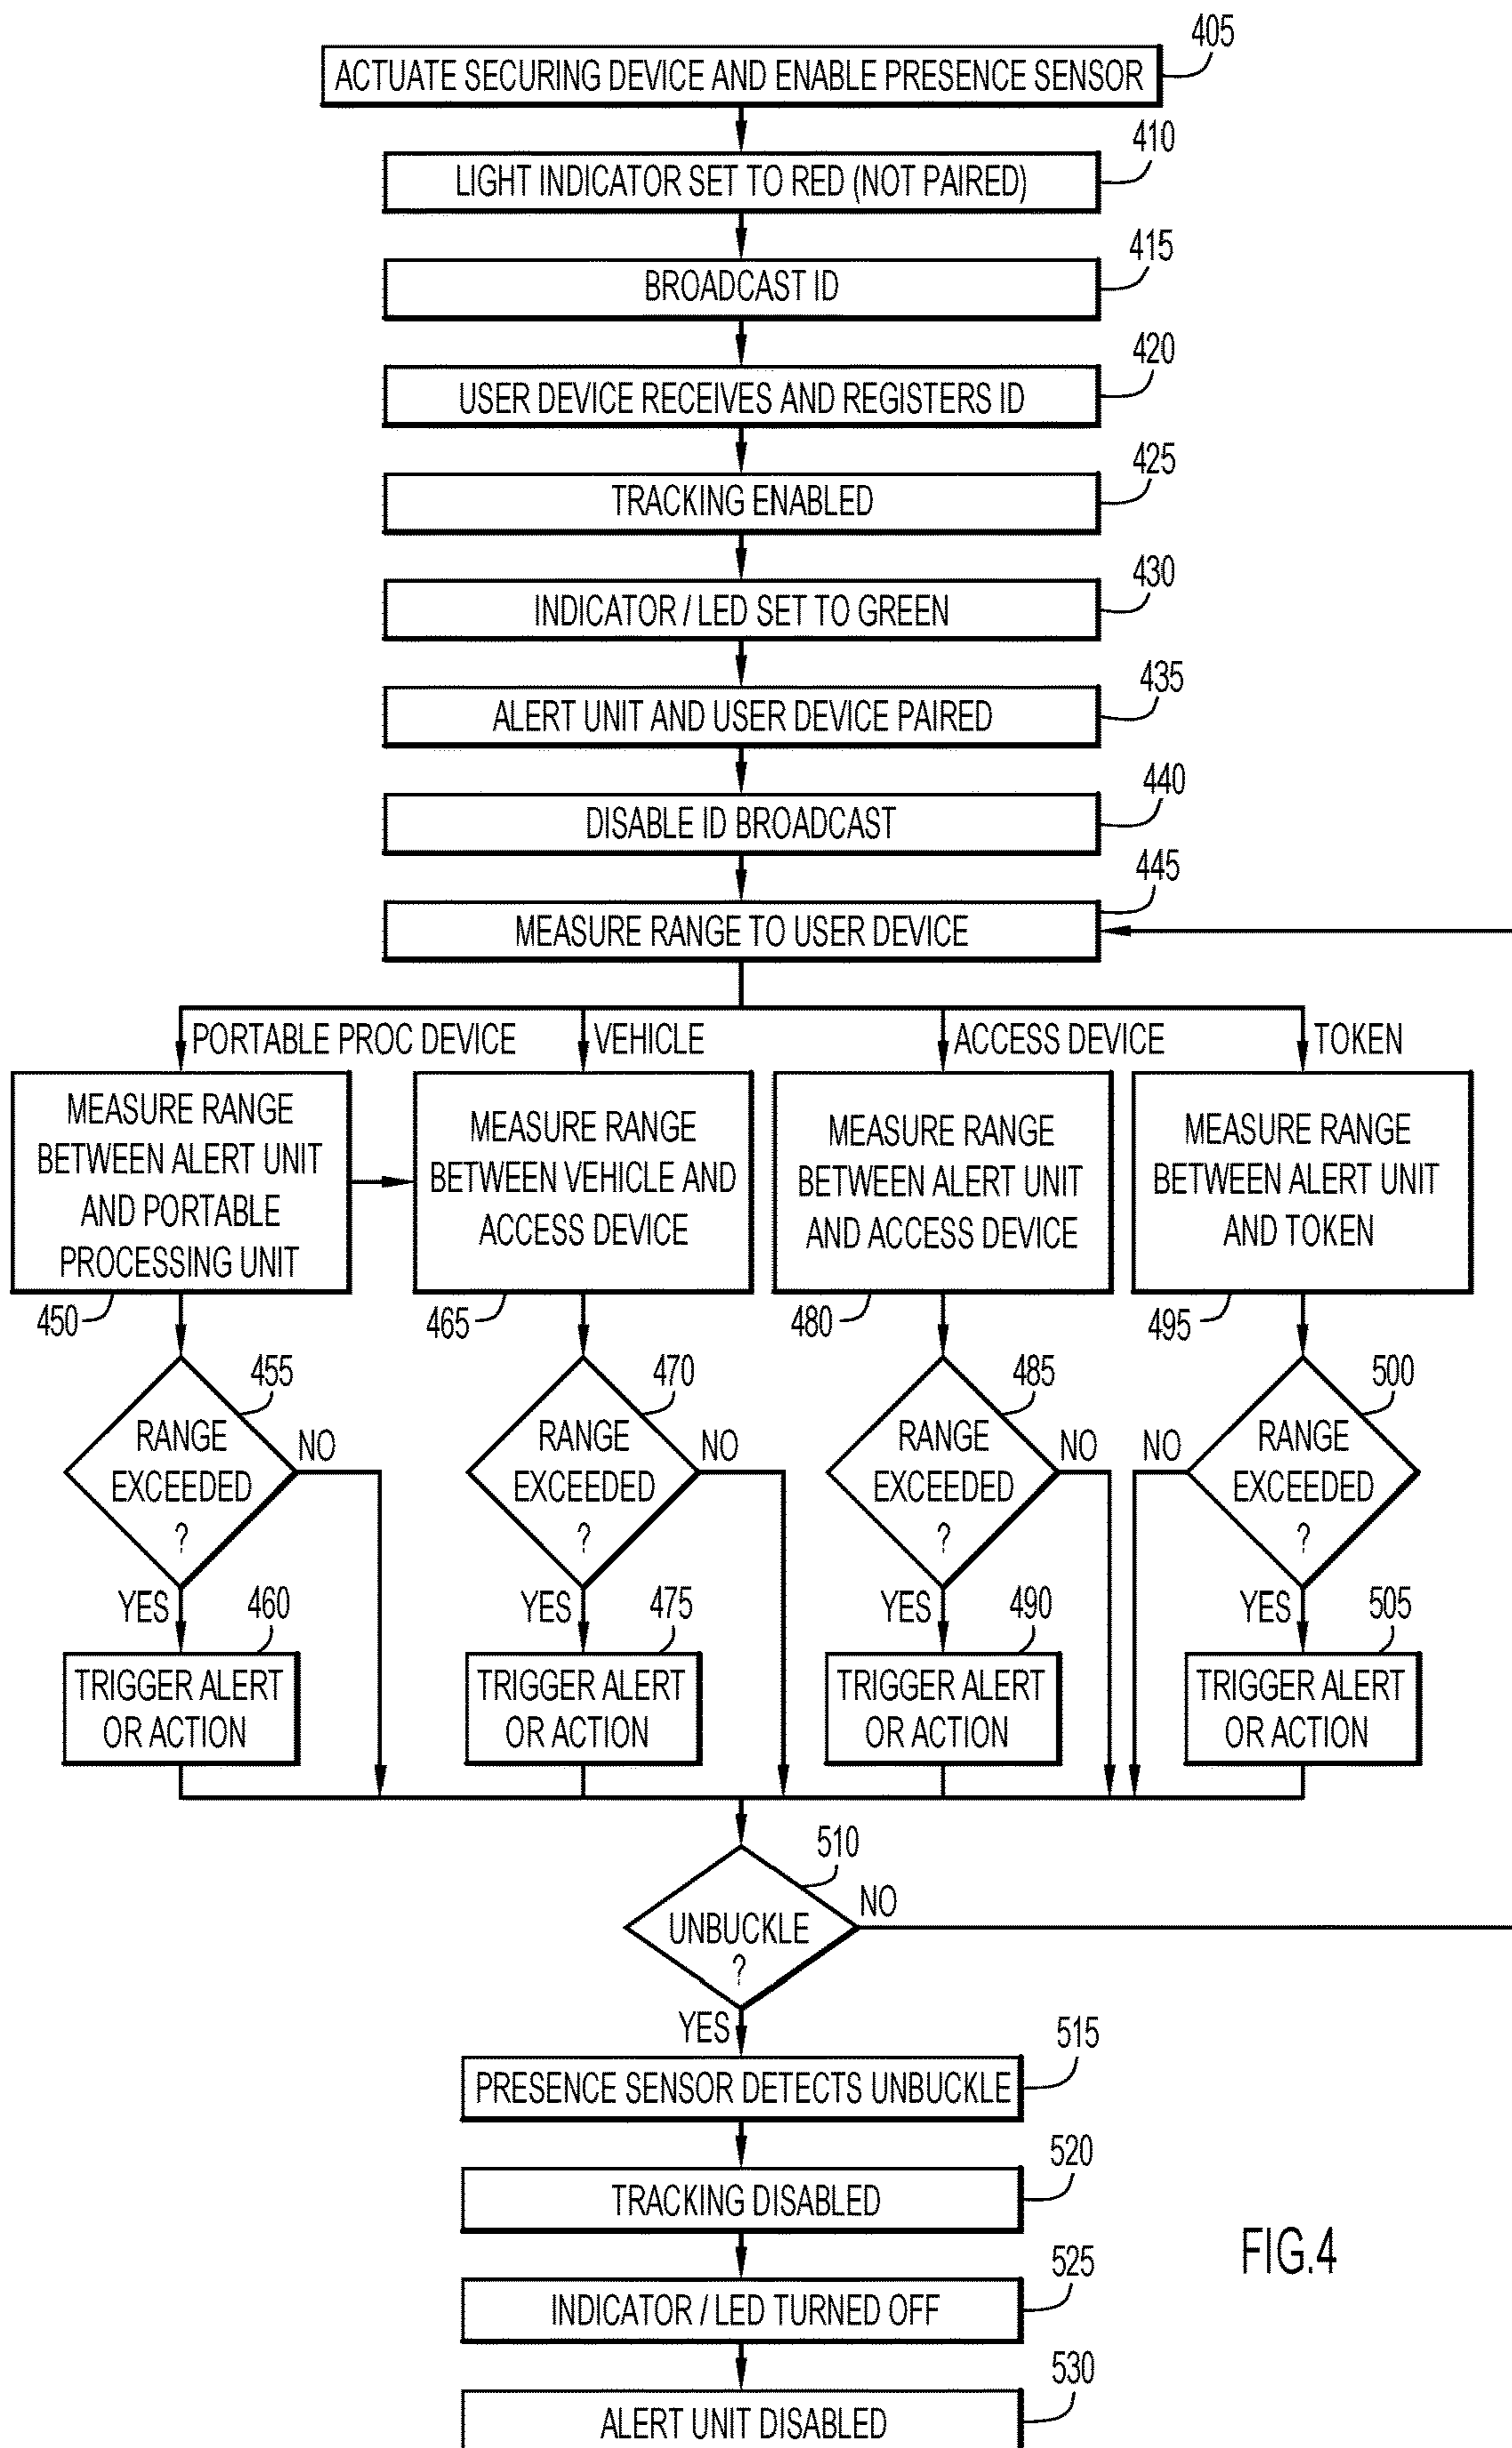 405
ACTUATE SECURING DEVICE AND ENABLE PRESENCE SENSOR
410
LIGHT INDICATOR SET TO RED (NOT PAIRED)
415
BROADCAST ID
420
USER DEVICE RECEIVES AND REGISTERS ID
425
TRACKING ENABLED
430
INDICATOR / LED SET TO GREEN
435
ALERT UNIT AND USER DEVICE PAIRED
440
DISABLE ID BROADCAST
445
MEASURE RANGE TO USER DEVICE
PORTABLE PROC DEVICE
VEHICLE
ACCESS DEVICE
TOKEN
MEASURE RANGE
BETWEEN ALERT UNIT
AND PORTABLE
PROCESSING UNIT
MEASURE RANGE
BETWEEN VEHICLE AND
ACCESS DEVICE
MEASURE RANGE
BETWEEN ALERT UNIT
AND ACCESS DEVICE
MEASURE RANGE
BETWEEN ALERT UNIT
AND TOKEN
450
465
480
495
455
RANGE
EXCEEDED
?
NO
YES
470
RANGE
EXCEEDED
?
NO
YES
485
RANGE
EXCEEDED
?
NO
YES
500
NO
RANGE
EXCEEDED
?
YES
460
TRIGGER ALERT
OR ACTION
475
TRIGGER ALERT
OR ACTION
490
TRIGGER ALERT
OR ACTION
505
TRIGGER ALERT
OR ACTION
510
UNBUCKLE
?
NO
YES
515
PRESENCE SENSOR DETECTS UNBUCKLE
520
TRACKING DISABLED
525
INDICATOR / LED TURNED OFF
530
ALERT UNIT DISABLED
FIG.4